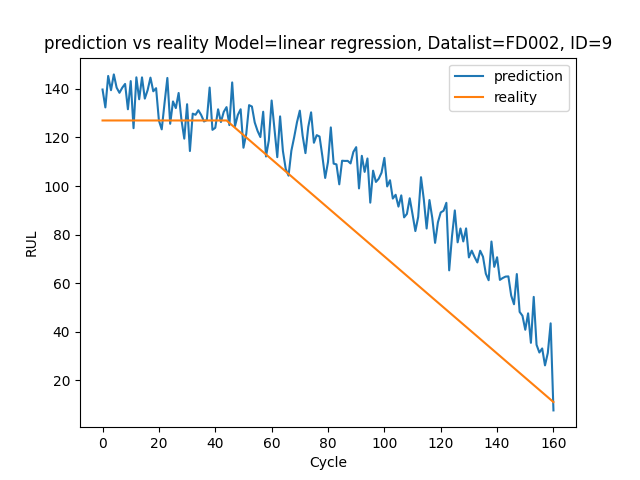 prediction vs reality Model=linear regression, Datalist=FD002, ID=9
prediction
reality
RUL
140
120
100
80
60
40
20
0 20 40 60 80 100 120 140 160
Cycle